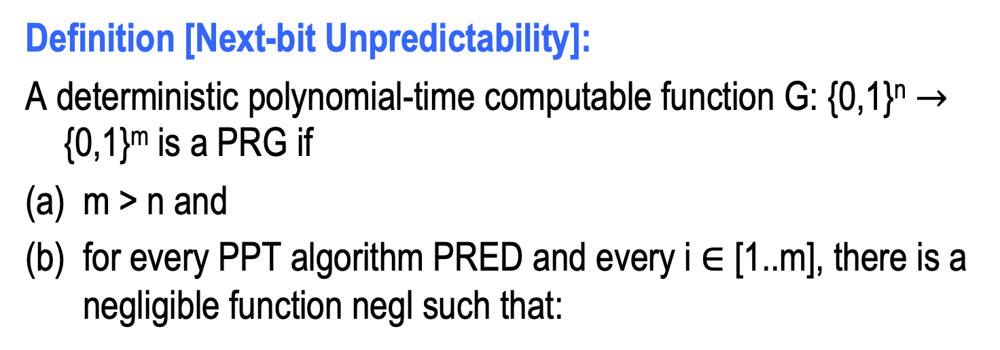 Definition [Next-bit Unpredictability]:
A deterministic polynomial-time computable function G: {0,1}ⁿ →
{0,1}ᵐ is a PRG if
(a) m > n and
(b) for every PPT algorithm PRED and every i ∈ [1..m], there is a
negligible function negl such that: